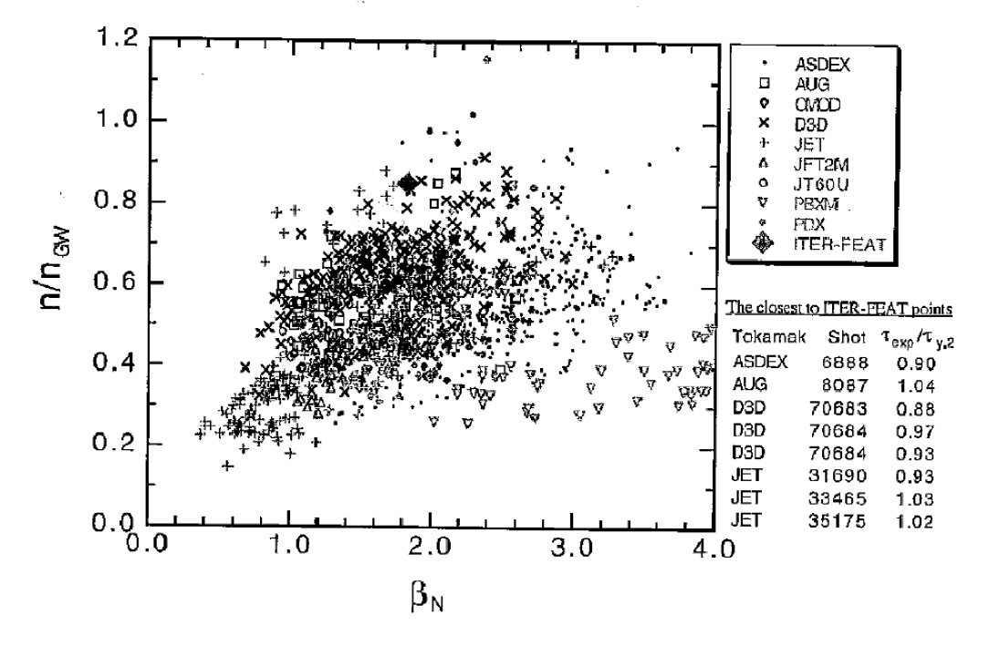 1.2
1.0
0.8
0.6
0.4
0.2
0.0
n/nGW
0.0 1.0 2.0 3.0 4.0
βN
ASDEX
AUG
CMOD
D3D
JET
JFT2M
JT60U
PBXM
PDX
ITER-FEAT
The closest to ITER-FEAT points
Tokamak Shot τexp/τy,2
ASDEX 6888 0.90
AUG 8087 1.04
D3D 70683 0.88
D3D 70684 0.97
D3D 70684 0.93
JET 31690 0.93
JET 33465 1.03
JET 35175 1.02